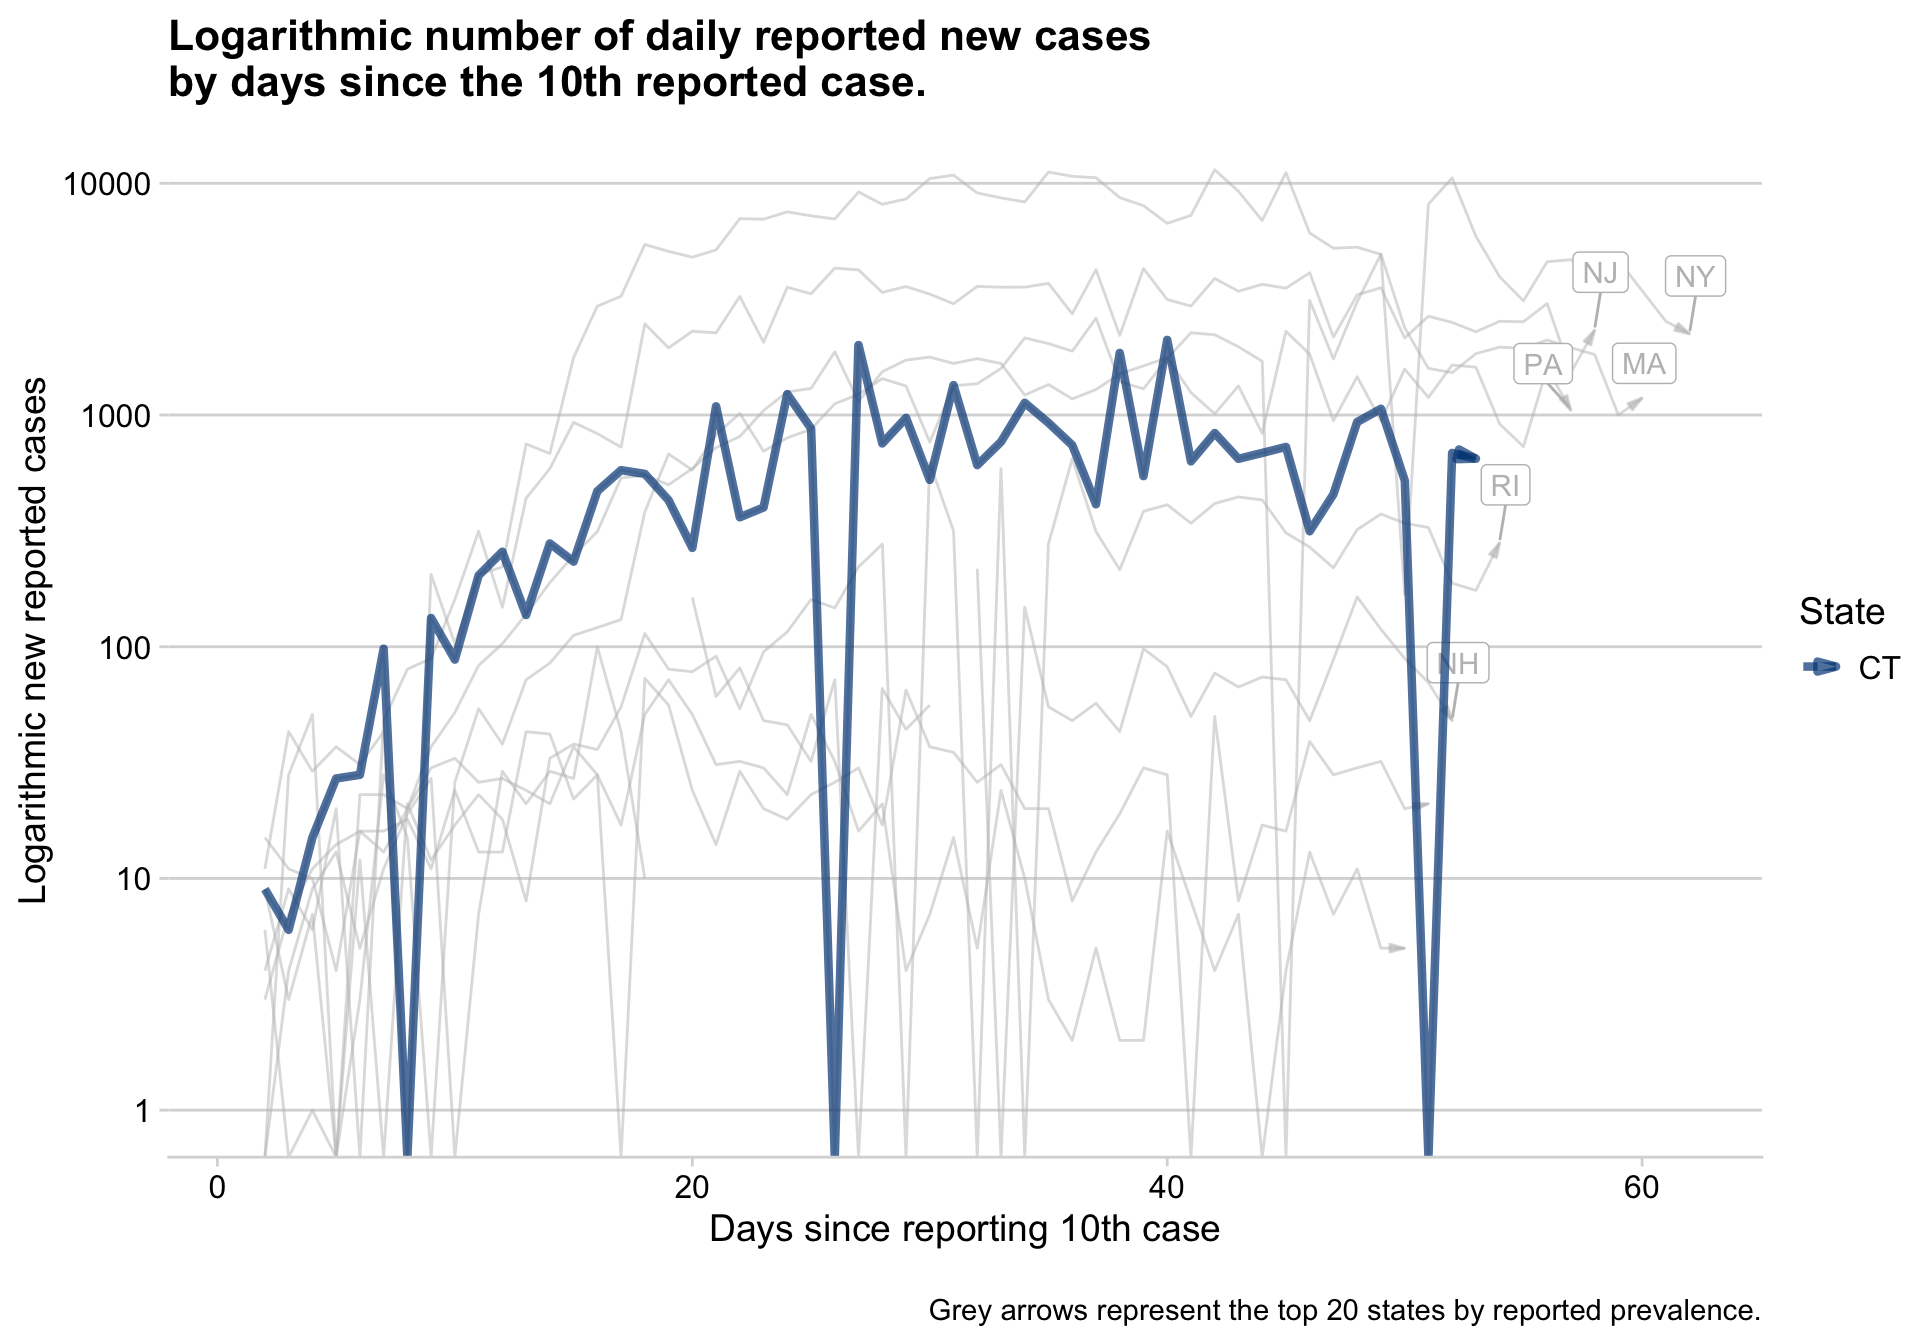 Logarithmic number of daily reported new cases
by days since the 10th reported case.
Logarithmic new reported cases
10000
1000
100
10
1
NJ
NY
PA
MA
RI
NH
State
CT
0
20
40
60
Days since reporting 10th case
Grey arrows represent the top 20 states by reported prevalence.